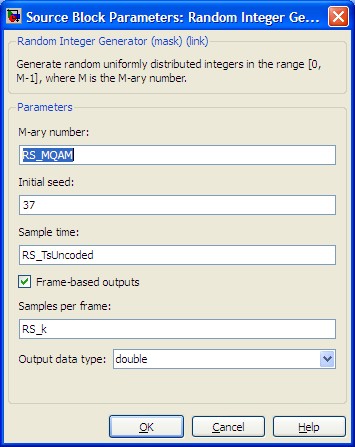 Source Block Parameters: Random Integer Ge...
Random Integer Generator (mask) (link)
Generate random uniformly distributed integers in the range [0,
M-1], where M is the M-ary number.
Parameters
M-ary number:
RS_MQAM
Initial seed:
37
Sample time:
RS_TsUncoded
Frame-based outputs
Samples per frame:
RS_k
Output data type: double
OK Cancel Help